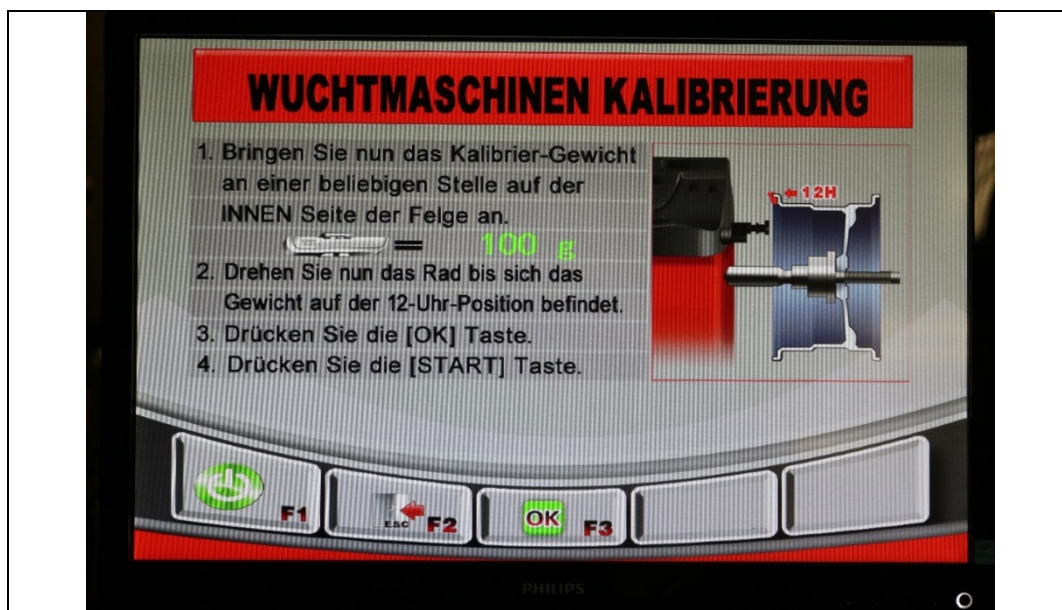 WUCHTMASCHINEN KALIBRIERUNG
1. Bringen Sie nun das Kalibrier-Gewicht
an einer beliebigen Stelle auf der
INNEN Seite der Felge an.
= 100 g
2. Drehen Sie nun das Rad bis sich das
Gewicht auf der 12-Uhr-Position befindet.
3. Drücken Sie die [OK] Taste.
4. Drücken Sie die [START] Taste.
12H
F1
ESC F2
OK F3
PHILIPS